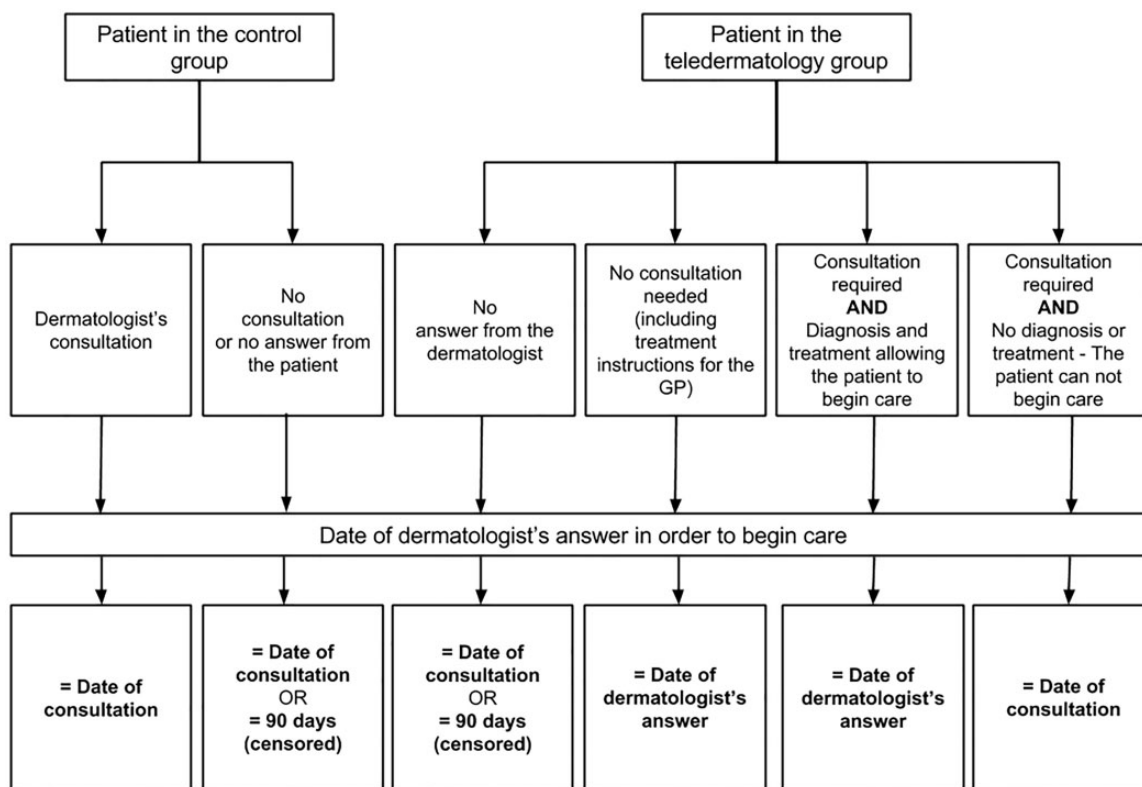 Patient in the control
group
Patient in the
teledermatology group
Dermatologist's
consultation
No
consultation
or no answer from
the patient
No
answer from the
dermatologist
No consultation
needed
(including
treatment
instructions for the
GP)
Consultation
required
AND
Diagnosis and
treatment allowing
the patient to
begin care
Consultation
required
AND
No diagnosis or
treatment - The
patient can not
begin care
Date of dermatologist's answer in order to begin care
= Date of
consultation
= Date of
consultation
OR
= 90 days
(censored)
= Date of
consultation
OR
= 90 days
(censored)
= Date of
dermatologist's
answer
= Date of
dermatologist's
answer
= Date of
consultation